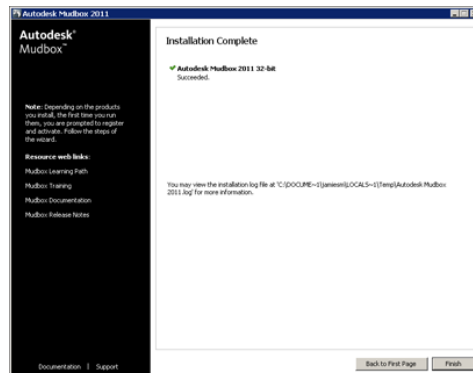 Autodesk Mudbox 2011
Autodesk®
Mudbox™
Installation Complete
Autodesk Mudbox 2011 32-bit
Succeeded.
Note: Depending on the products
you install, the first time you run
them, you are prompted to register
and activate. Follow the steps of
the wizard.
Resource web links:
Mudbox Learning Path
Mudbox Training
Mudbox Documentation
Mudbox Release Notes
You may view the installation log file at 'C:\DOCUME~1\jamiesm\LOCALS~1\Temp\Autodesk Mudbox
2011.log' for more information.
Documentation | Support
Back to First Page
Finish